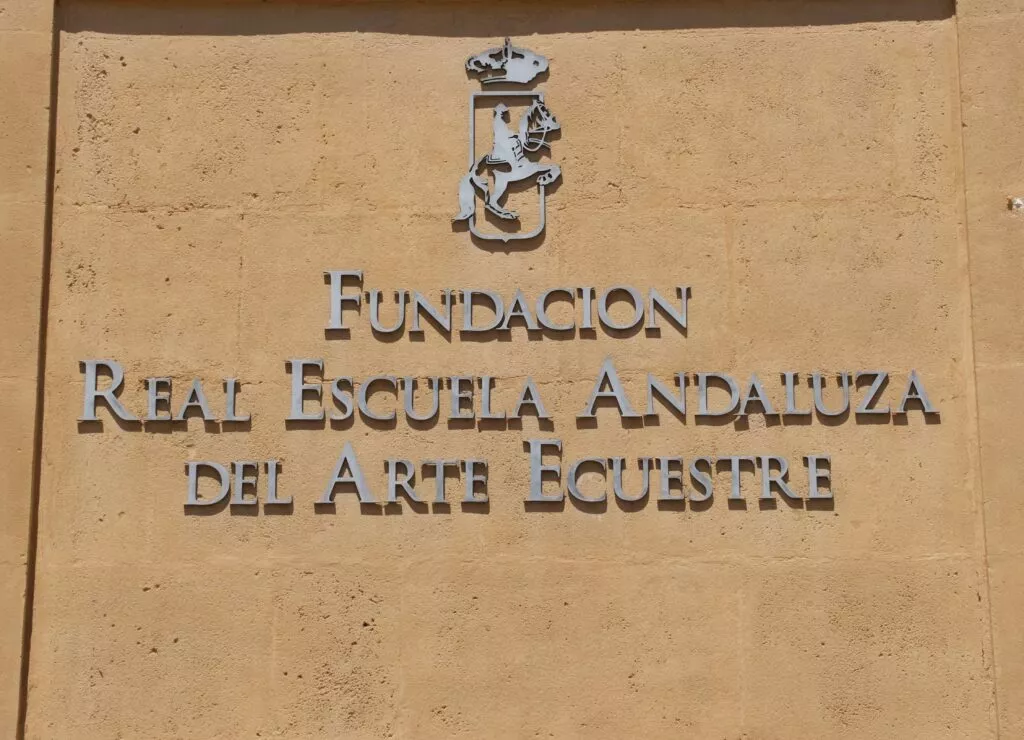 FUNDACION
REAL ESCUELA ANDALUZA
DEL ARTE ECUESTRE